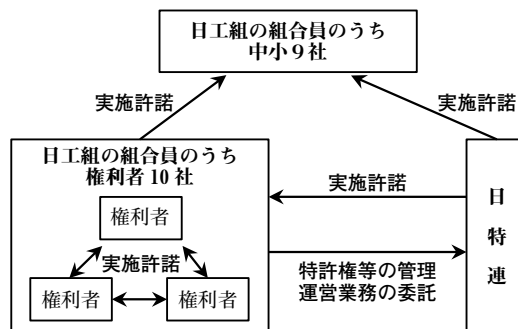 日工組の組合員のうち
中小9社
実施許諾
実施許諾
日工組の組合員のうち
権利者10社
権利者
実施許諾
権利者
権利者
実施許諾
特許権等の管理
運営業務の委託
日
特
連